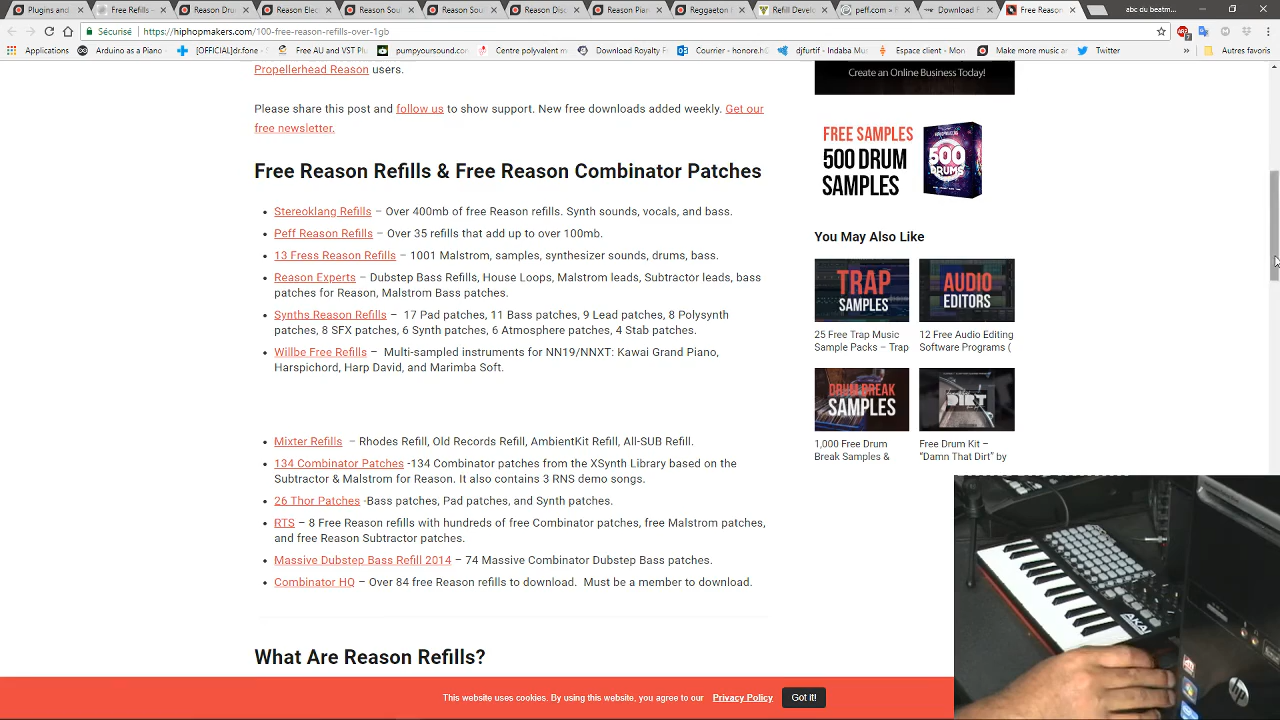 Plugins and
Free Refills –
Reason Dru
Ekssperime
Reason Sou
Reason Sou
Reason Disc
Reason Pian
Reggaeton
Refill Develo
peff.com »
Download F
Free Reason
abc du beatm
Sécurisé
https://hiphopmakers.com/100-free-reason-refills-over-1gb
Applications
Arduino as a Piano
[OFFICIAL]de.oforth
Free AU and VST Plu
pumpyoursound.com
Centre polyvalent m
Downloaded Royalty F
Courrier - honsek.h
djfurtif - Indaba Mu
Espace client - Mon
Make more music ar
Twitter
»
Autres favoris
Propellerhead Reason users.
Please share this post and follow us to show support. New free downloads added weekly. Get our
free newsletter.
Free Reason Refills & Free Reason Combinator Patches
• Stereoklang Refills – Over 400mb of free Reason refills. Synth sounds, vocals, and bass.
• Peff Reason Refills – Over 35 refills that add up to over 100mb.
• 13 Fress Reason Refills – 1001 Malstrom, samples, synthesizer sounds, drums, bass.
• Reason Experts – Dubstep Bass Refills, House Loops, Malstrom leads, Subtractor leads, bass
patches for Reason, Malstrom Bass patches.
• Synths Reason Refills – 17 Pad patches, 11 Bass patches, 9 Lead patches, 8 Polysynth
patches, 8 SFX patches, 6 Synth patches, 6 Atmosphere patches, 4 Stab patches.
• Willbe Free Refills – Multi-sampled instruments for NN19/NNXT: Kawai Grand Piano,
Harspichord, Harp David, and Marimba Soft.
• Mixter Refills – Rhodes Refill, Old Records Refill, AmbientKit Refill, All-SUB Refill.
• 134 Combinator Patches -134 Combinator patches from the XSynth Library based on the
Subtractor & Malstrom for Reason. It also contains 3 RNS demo songs.
• 26 Thor Patches -Bass patches, Pad patches, and Synth patches.
• RTS – 8 Free Reason refills with hundreds of free Combinator patches, free Malstrom patches,
and free Reason Subtractor patches.
• Massive Dubstep Bass Refill 2014 – 74 Massive Combinator Dubstep Bass patches.
• Combinator HQ – Over 84 free Reason refills to download. Must be a member to download.
What Are Reason Refills?
Create an Online Business Today!
FREE SAMPLES
500 DRUM
SAMPLES
500
DRUMS
You May Also Like
TRAP
SAMPLES
AUDIO
EDITORS
25 Free Trap Music
Sample Packs – Trap
12 Free Audio Editing
Software Programs (
DRUM BREAK
SAMPLES
DIRT
1,000 Free Drum
Break Samples &
Free Drum Kit –
“Damn That Dirt” by
AKAI
hp
ATI
This website uses cookies. By using this website, you agree to our Privacy Policy
Got it!